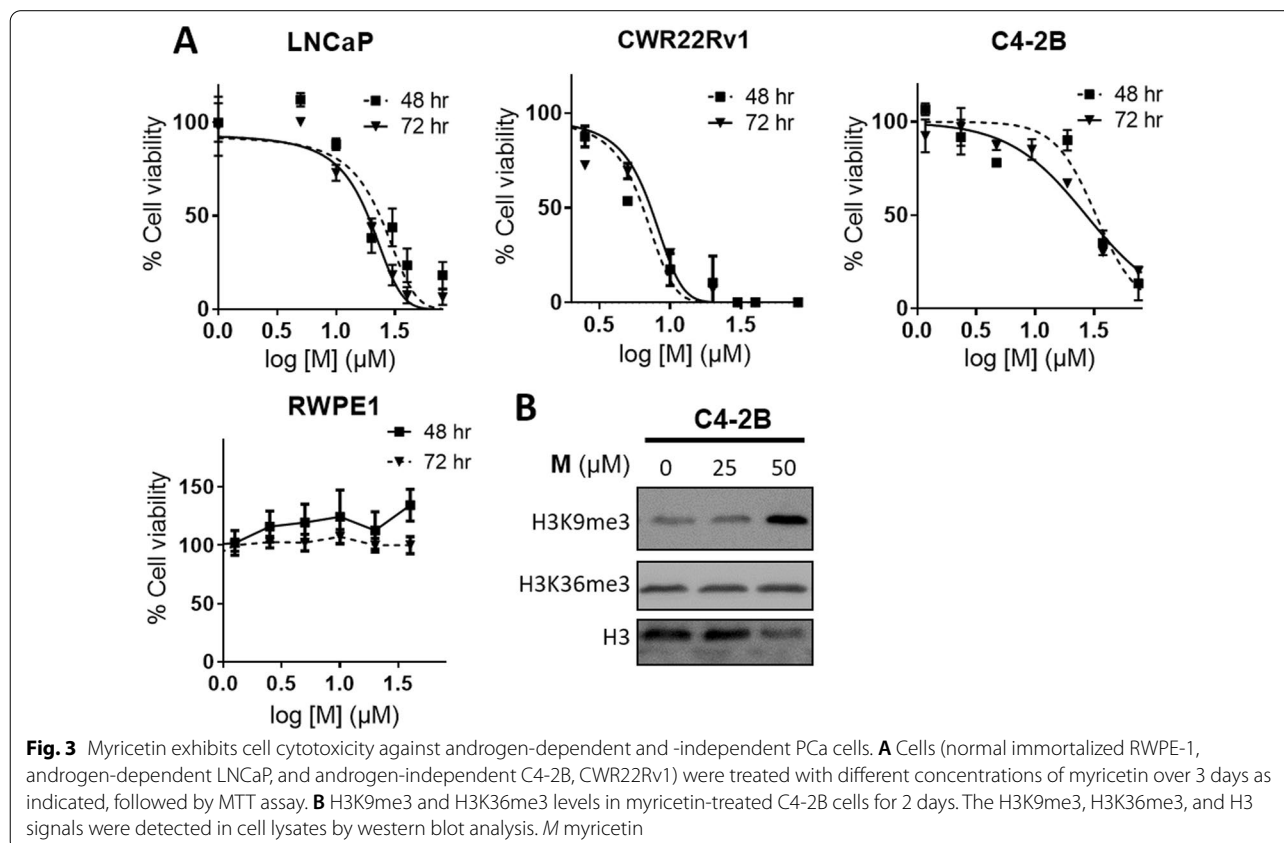 A
LNCaP
48 hr
72 hr
% Cell viability
100
50
0
0.0 0.5 1.0 1.5
log [M] (µM)
CWR22Rv1
48 hr
72 hr
% Cell viability
100
50
0
0.5 1.0 1.5
log [M] (µM)
C4-2B
48 hr
72 hr
% Cell viability
100
50
0
0.0 0.5 1.0 1.5
log [M] (µM)
RWPE1
48 hr
72 hr
% Cell viability
150
100
50
0
0.0 0.5 1.0 1.5
log [M] (µM)
B
C4-2B
M (µM) 0 25 50
H3K9me3
H3K36me3
H3
Fig. 3 Myricetin exhibits cell cytotoxicity against androgen-dependent and -independent PCa cells. A Cells (normal immortalized RWPE-1,
androgen-dependent LNCaP, and androgen-independent C4-2B, CWR22Rv1) were treated with different concentrations of myricetin over 3 days as
indicated, followed by MTT assay. B H3K9me3 and H3K36me3 levels in myricetin-treated C4-2B cells for 2 days. The H3K9me3, H3K36me3, and H3
signals were detected in cell lysates by western blot analysis. M myricetin